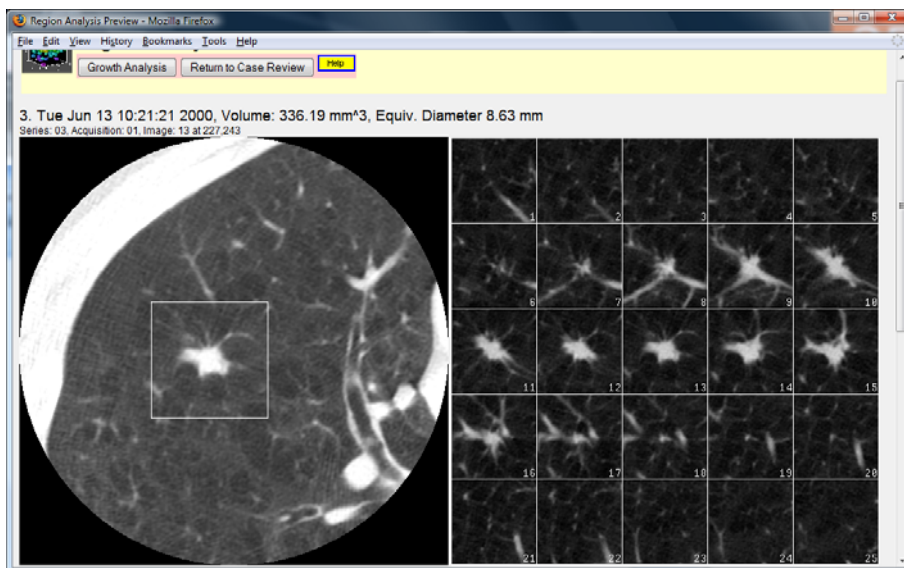 Region Analysis Preview - Mozilla Firefox
File Edit View History Bookmarks Tools Help
Growth Analysis Return to Case Review Help
3. Tue Jun 13 10:21:21 2000, Volume: 336.19 mm^3, Equiv. Diameter 8.63 mm
Series: 03, Acquisition: 01, Image: 13 at 227.243
1 2 3 4 5
6 7 8 9 10
11 12 13 14 15
16 17 18 19 20
21 22 23 24 25